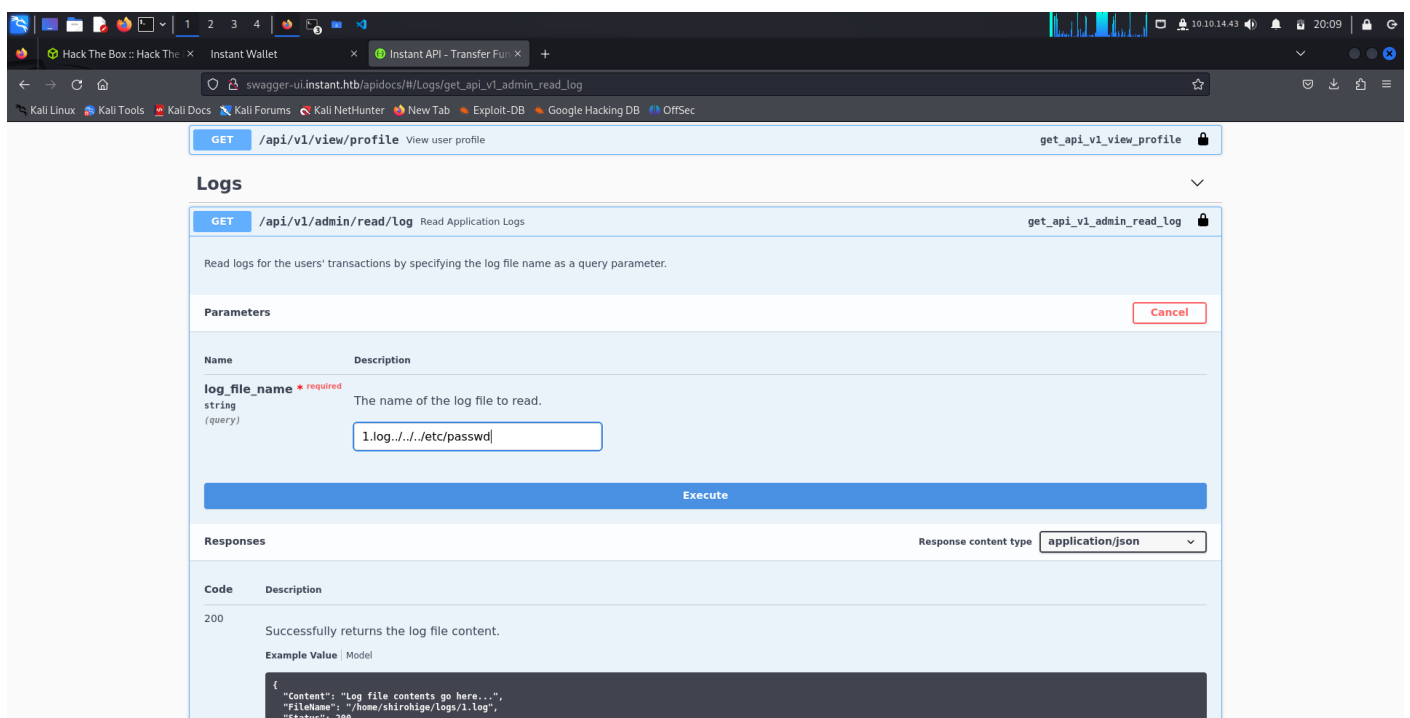 1 2 3 4 10.10.14.43 20:09
Hack The Box :: Hack The Instant Wallet Instant API - Transfer Fun
swagger-ui.instant.htb/apidocs/#/Logs/get_api_v1_admin_read_log
Kali Linux Kali Tools Kali Docs Kali Forums Kali NetHunter New Tab Exploit-DB Google Hacking DB OffSec
GET /api/v1/view/profile View user profile get_api_v1_view_profile
Logs
GET /api/v1/admin/read/log Read Application Logs get_api_v1_admin_read_log
Read logs for the users' transactions by specifying the log file name as a query parameter.
Parameters Cancel
Name Description
log_file_name * required
string
(query)
The name of the log file to read.
1.log../../../etc/passwd
Execute
Responses Response content type application/json
Code Description
200
Successfully returns the log file content.
Example Value Model
{
"Content": "Log file contents go here...",
"FileName": "/home/shirohige/logs/1.log",
"Status": 200